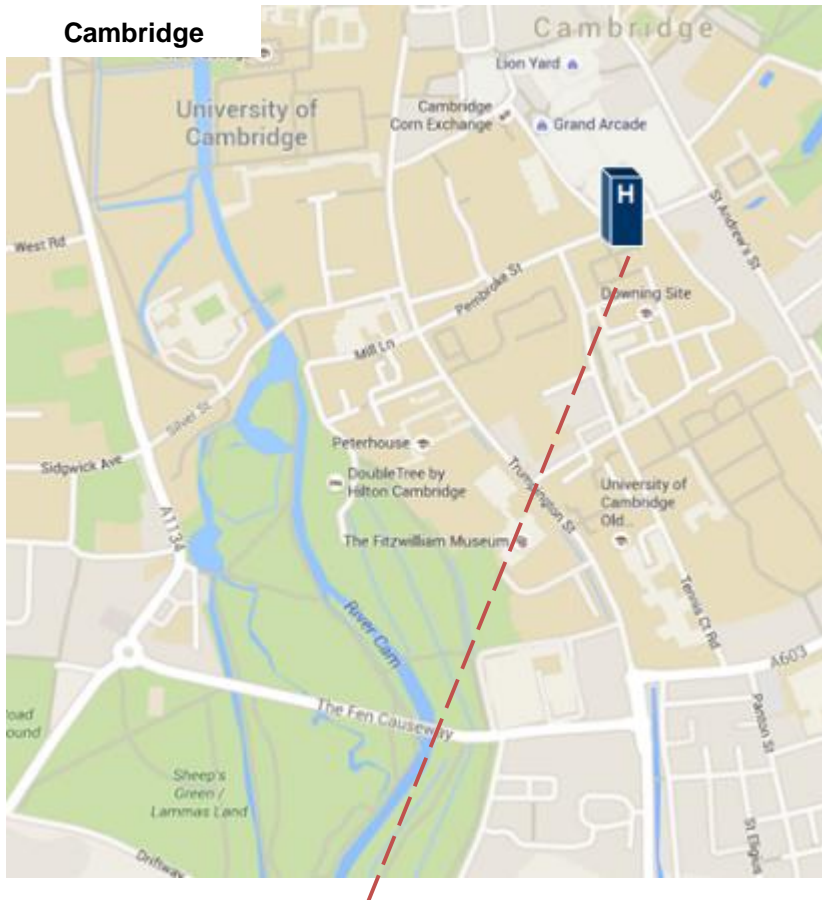 Cambridge
Cambridge
Lion Yard
University of
Cambridge
Cambridge
Corn Exchange
Grand Arcade
H
St Andrew's St
West Rd
Pembroke St
Downing Site
Mill Ln
Silver St
Peterhouse
Sidgwick Ave
DoubleTree by
Hilton Cambridge
Trumpington St
University of
Cambridge
Old...
A1134
The Fitzwilliam Museum
River Cam
Tennis Ct Rd
A603
The Fen Causeway
Panton St
oad
ound
Sheep's
Green /
Lammas Land
St Eligius
Driftway